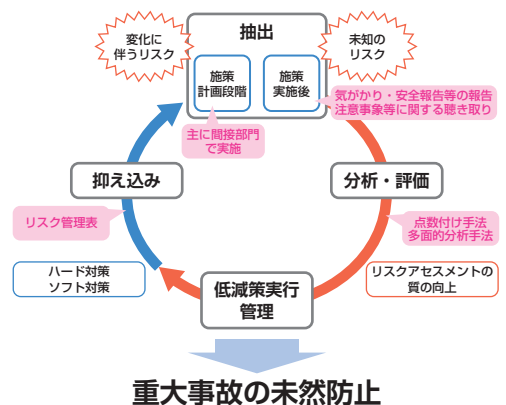 変化に
伴うリスク
抽出
未知の
リスク
施策
計画段階
施策
実施後
気がかり・安全報告等の報告
注意事象等に関する聴き取り
主に間接部門
で実施
抑え込み
分析・評価
リスク管理表
点数付け手法
多面的分析手法
ハード対策
ソフト対策
低減策実行
管理
リスクアセスメントの
質の向上
重大事故の未然防止